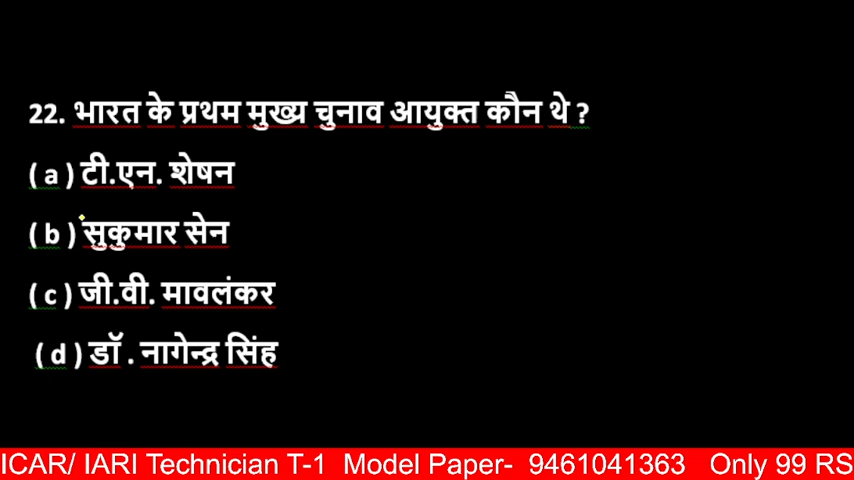 22. भारत के प्रथम मुख्य चुनाव आयुक्त कौन थे ?
( a ) टी.एन. शेषन
( b ) सुकुमार सेन
( c ) जी.वी. मावलंकर
( d ) डॉ . नागेन्द्र सिंह
ICAR/ IARI Technician T-1 Model Paper- 9461041363 Only 99 RS